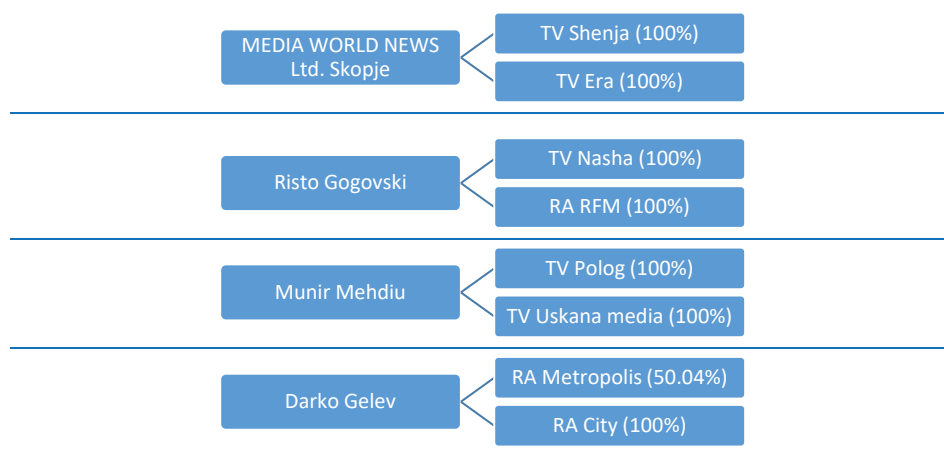 MEDIA WORLD NEWS
Ltd. Skopje
TV Shenja (100%)
TV Era (100%)
Risto Gogovski
TV Nasha (100%)
RA RFM (100%)
Munir Mehdiu
TV Polog (100%)
TV Uskana media (100%)
Darko Gelev
RA Metropolis (50.04%)
RA City (100%)